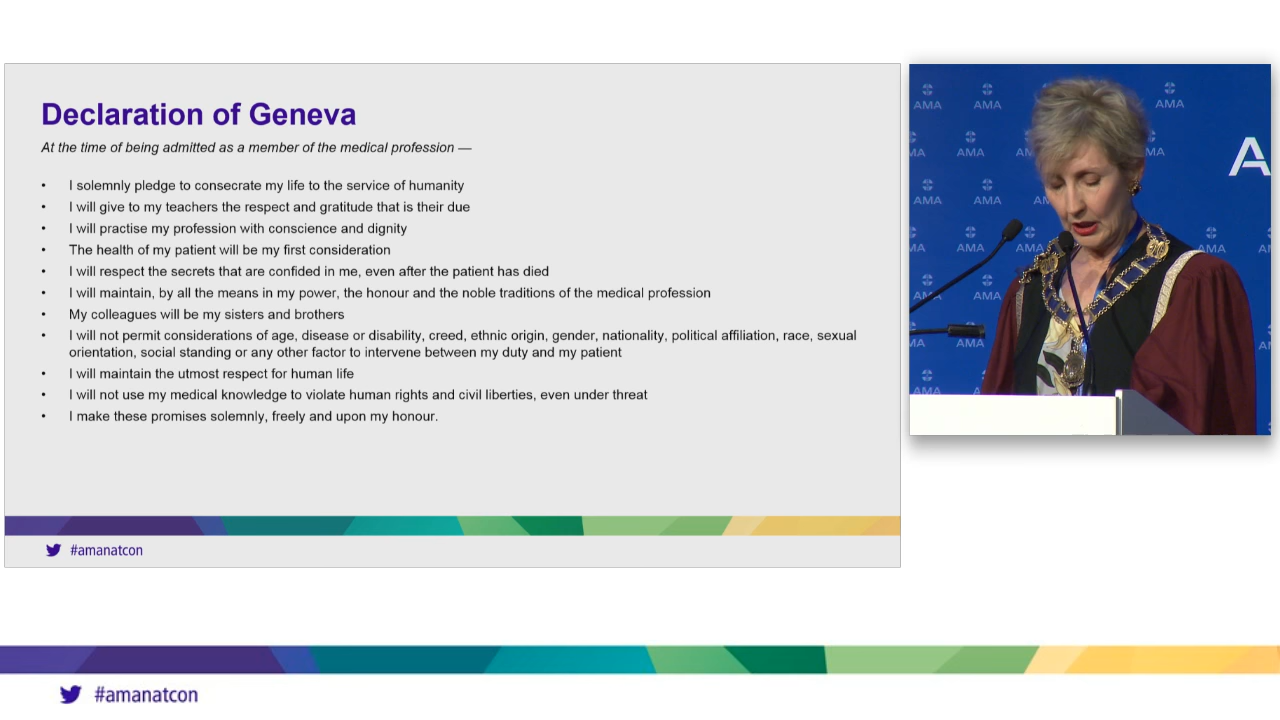 Declaration of Geneva
At the time of being admitted as a member of the medical profession —
• I solemnly pledge to consecrate my life to the service of humanity
• I will give to my teachers the respect and gratitude that is their due
• I will practise my profession with conscience and dignity
• The health of my patient will be my first consideration
• I will respect the secrets that are confided in me, even after the patient has died
• I will maintain, by all the means in my power, the honour and the noble traditions of the medical profession
• My colleagues will be my sisters and brothers
• I will not permit considerations of age, disease or disability, creed, ethnic origin, gender, nationality, political affiliation, race, sexual
orientation, social standing or any other factor to intervene between my duty and my patient
• I will maintain the utmost respect for human life
• I will not use my medical knowledge to violate human rights and civil liberties, even under threat
• I make these promises solemnly, freely and upon my honour.
#amanatcon
AMA AMA AMA
A
AMA AMA
AMA AMA
AMA AMA AMA
AMA
#amanatcon